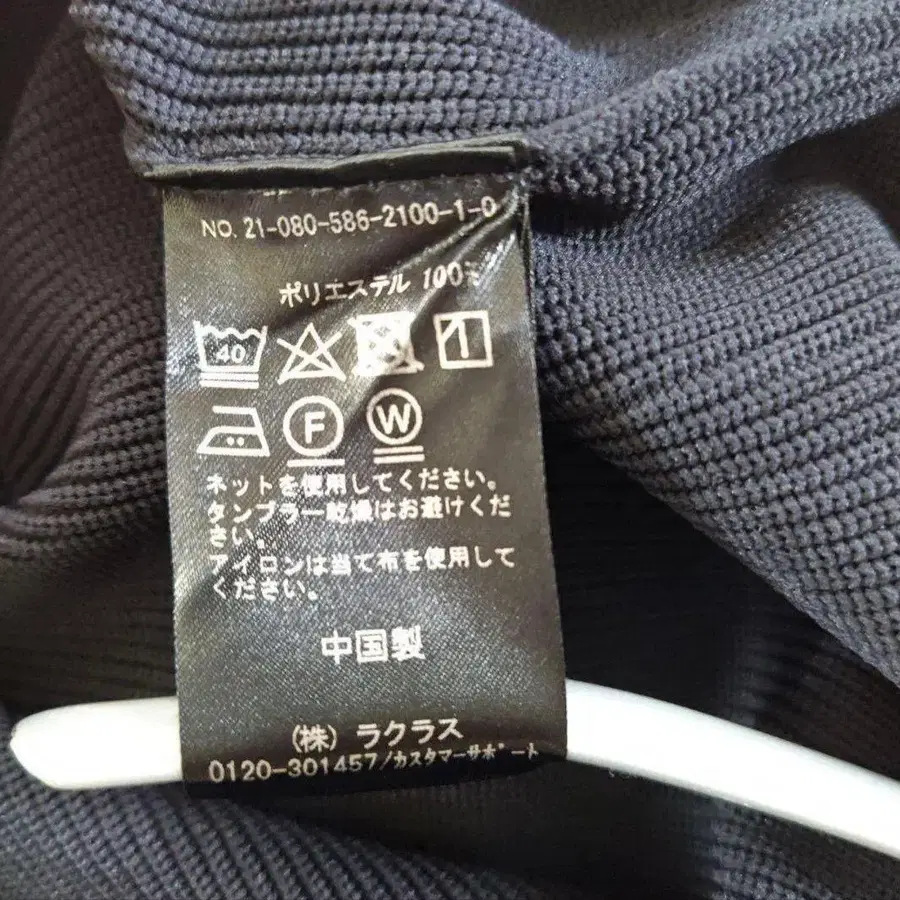 NO. 21-080-586-2100-1-0
ポリエステル 100%
40
F W
ネットを使用してください。
タンブラー乾燥はお避けくだ
さい。
アイロンは当て布を使用して
ください。
中国製
(株) ラクラス
0120-301457/カスタマーサポート